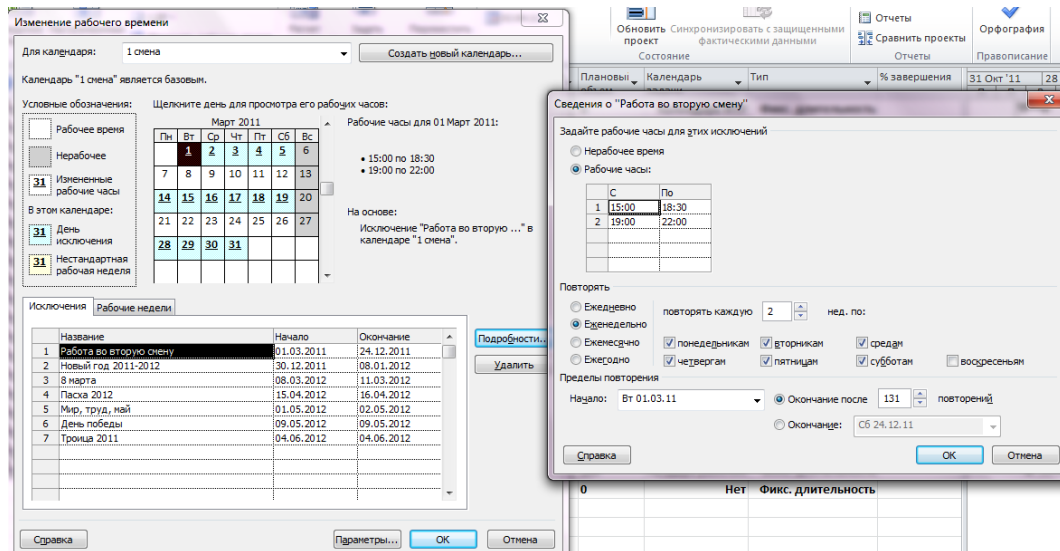 Изменение рабочего времени
Для календаря: 1 смена Создать новый календарь...
Календарь "1 смена" является базовым.
Условные обозначения: Щелкните день для просмотра его рабочих часов:
Рабочее время
Нерабочее
31 Измененные рабочие часы
В этом календаре:
31 День исключения
31 Нестандартная рабочая неделя
Март 2011
Пн Вт Ср Чт Пт Сб Вс
1 2 3 4 5 6
7 8 9 10 11 12 13
14 15 16 17 18 19 20
21 22 23 24 25 26 27
28 29 30 31
Рабочие часы для 01 Март 2011:
• 15:00 по 18:30
• 19:00 по 22:00
На основе:
Исключение "Работа во вторую ..." в
календаре "1 смена".
Исключения Рабочие недели
Название Начало Окончание
1 Работа во вторую смену 01.03.2011 24.12.2011
2 Новый год 2011-2012 30.12.2011 08.01.2012
3 8 марта 08.03.2012 11.03.2012
4 Пасха 2012 15.04.2012 16.04.2012
5 Мир, труд, май 01.05.2012 02.05.2012
6 День победы 09.05.2012 09.05.2012
7 Троица 2011 04.06.2012 04.06.2012
Подробности..
Удалить
Справка Параметры... ОК Отмена
Обновить проект
Синхронизировать с защищенными фактическими данными
Состояние
Отчеты
Сравнить проекты
Отчеты
Орфография
Правописание
Плановый Календарь Тип % завершения 31 Окт '11 28
Сведения о "Работа во вторую смену"
Задайте рабочие часы для этих исключений
Нерабочее время
Рабочие часы:
С По
1 15:00 18:30
2 19:00 22:00
Повторять
Ежедневно
Еженедельно
Ежемесячно
Ежегодно
повторять каждую 2 нед. по:
понедельникам вторникам средам
четвергам пятницам субботам воскресеньям
Пределы повторения
Начало: Вт 01.03.11 Окончание после 131 повторений
Окончание: Сб 24.12.11
Справка ОК Отмена
0 Нет Фикс. длительность